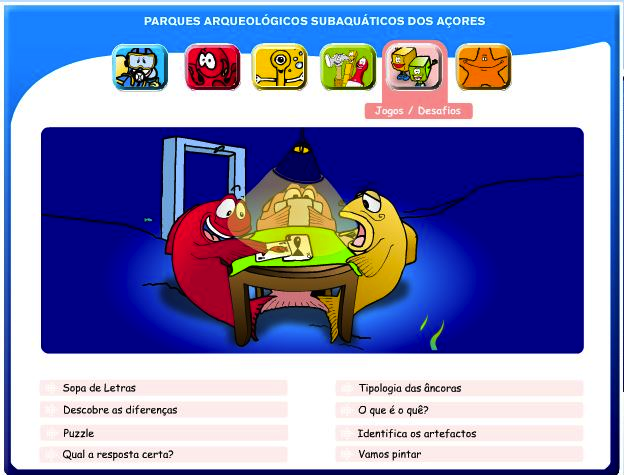 PARQUES ARQUEOLÓGICOS SUBAQUÁTICOS DOS AÇORES
Jogos / Desafios
Sopa de Letras
Descobre as diferenças
Puzzle
Qual a resposta certa?
Tipologia das âncoras
O que é o quê?
Identifica os artefactos
Vamos pintar